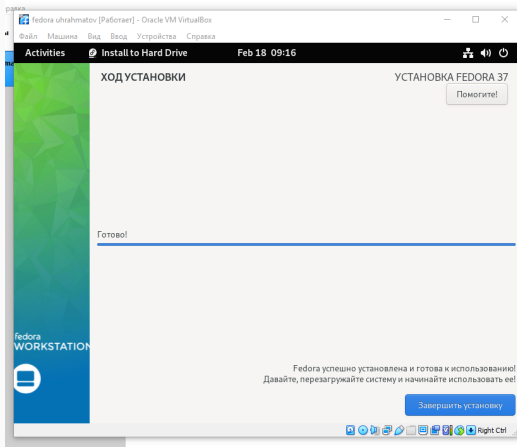 fedora uhrahmatov [Работает] - Oracle VM VirtualBox
Файл Машина Вид Ввод Устройства Справка
Activities Install to Hard Drive Feb 18 09:16
ХОД УСТАНОВКИ УСТАНОВКА FEDORA 37
Помогите!
Готово!
fedora
WORKSTATION
Fedora успешно установлена и готова к использованию!
Давайте, перезагружайте систему и начинайте использовать ее!
Завершить установку
Right Ctrl